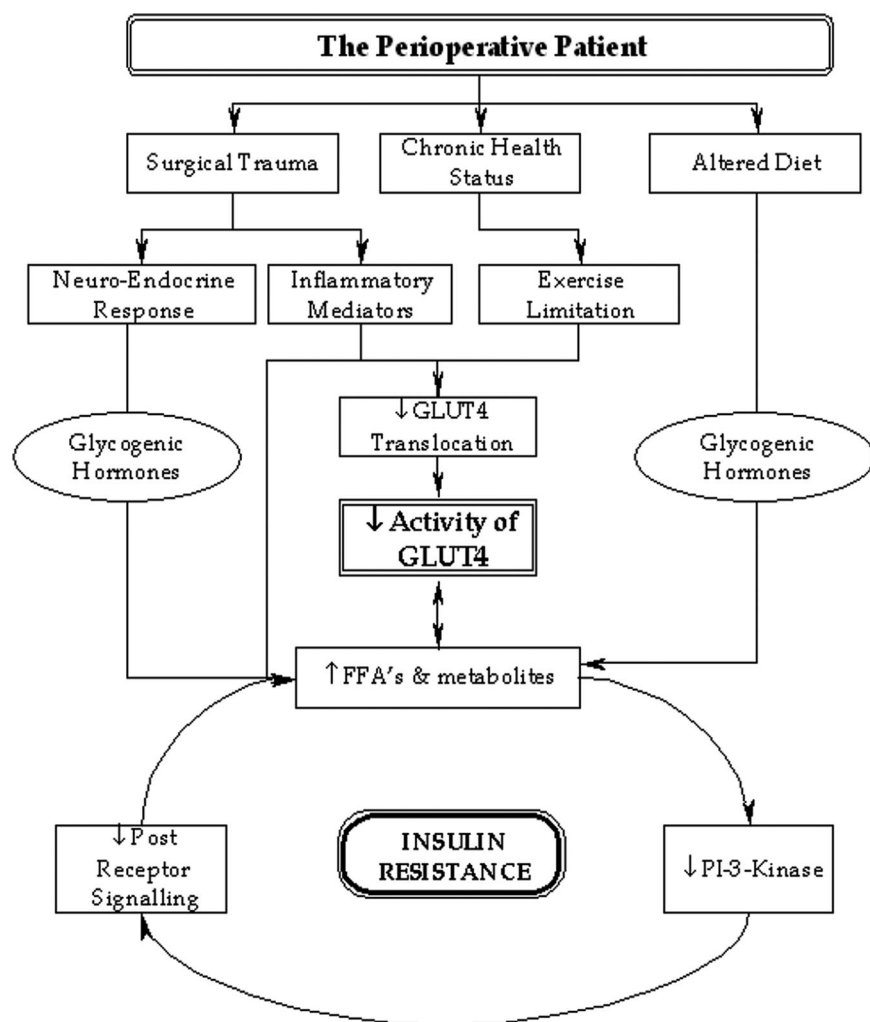 The Perioperative Patient
Surgical Trauma
Chronic Health
Status
Altered Diet
Neuro-Endocrine
Response
Inflammatory
Mediators
Exercise
Limitation
↓GLUT4
Translocation
Glycogenic
Hormones
Glycogenic
Hormones
↓Activity of
GLUT4
↑FFA's & metabolites
↓Post
Receptor
Signalling
INSULIN
RESISTANCE
↓PI-3-Kinase